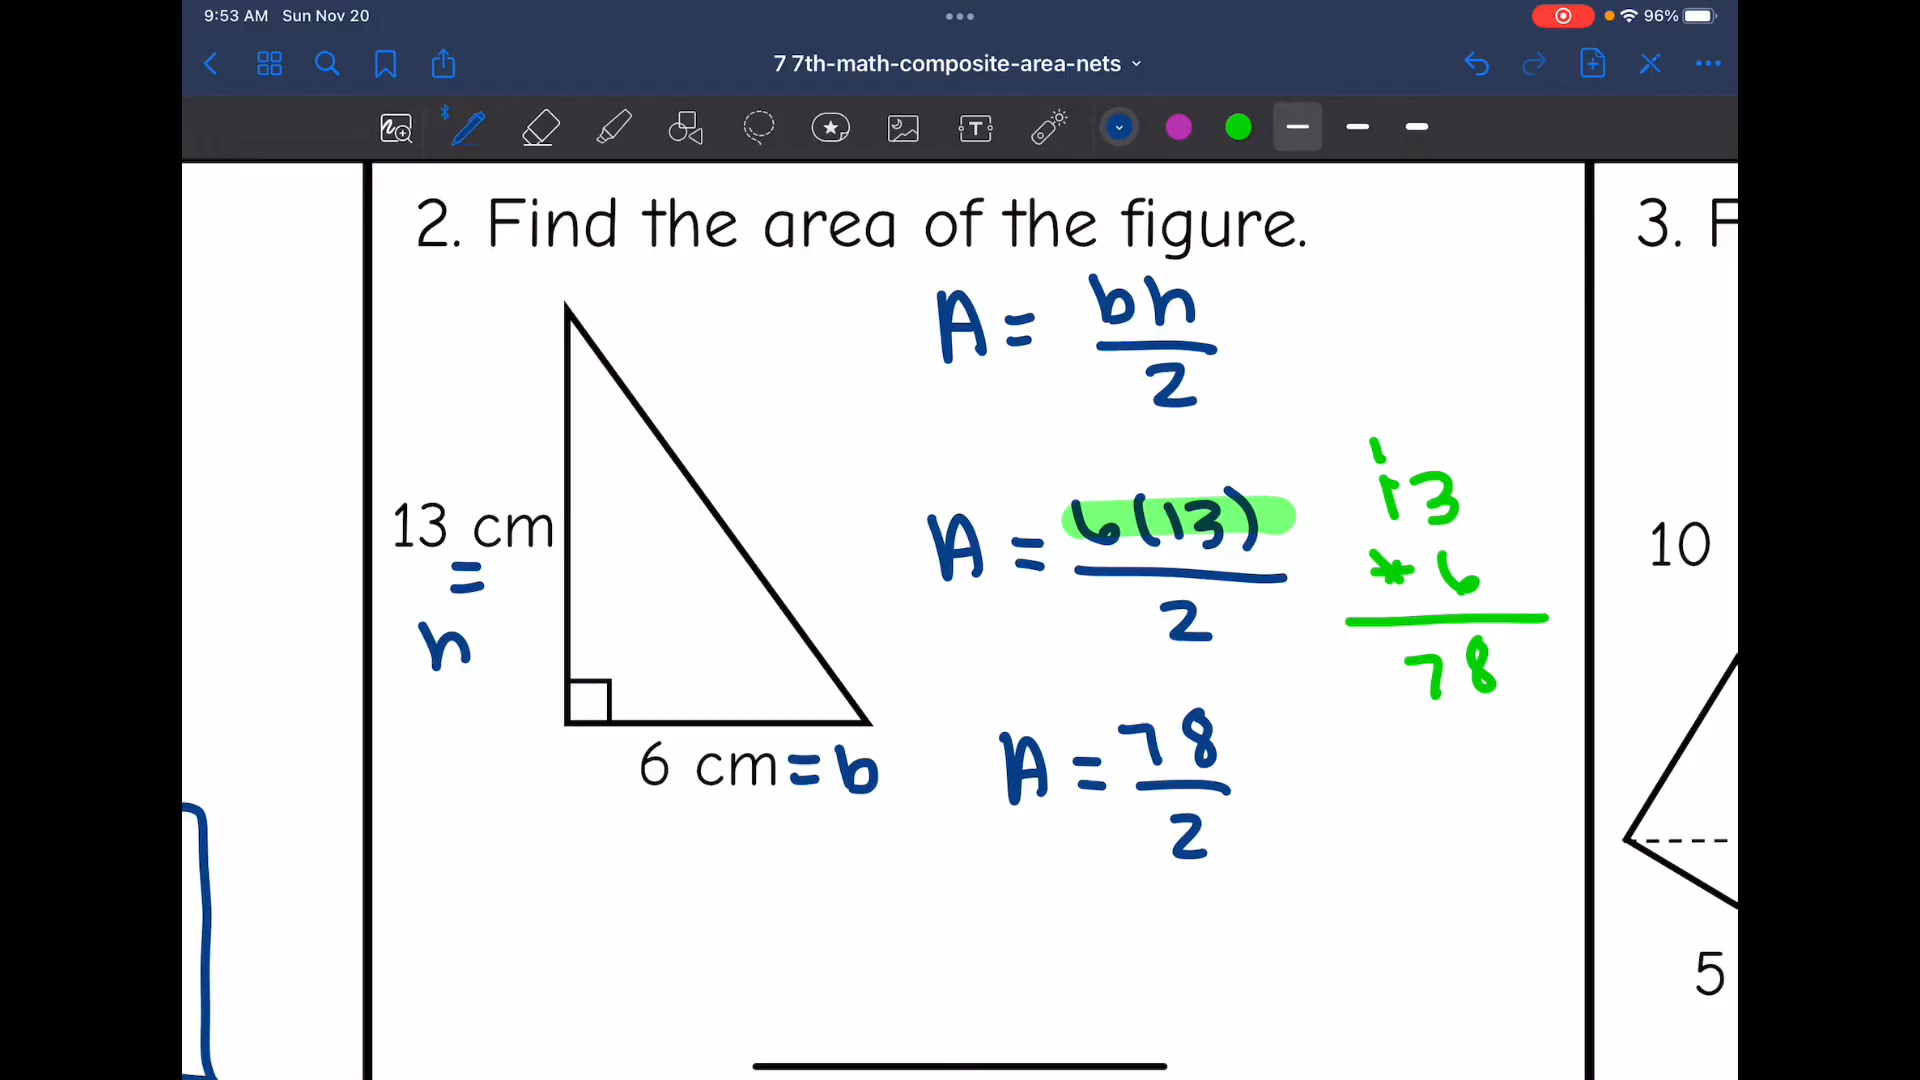 9:53 AM Sun Nov 20
96%
7 7th-math-composite-area-nets
2. Find the area of the figure.
3. F
A = bh/2
13 cm
= h
A = 6(13)/2
1
13
* 6
78
10
6 cm = b
A = 78/2
5